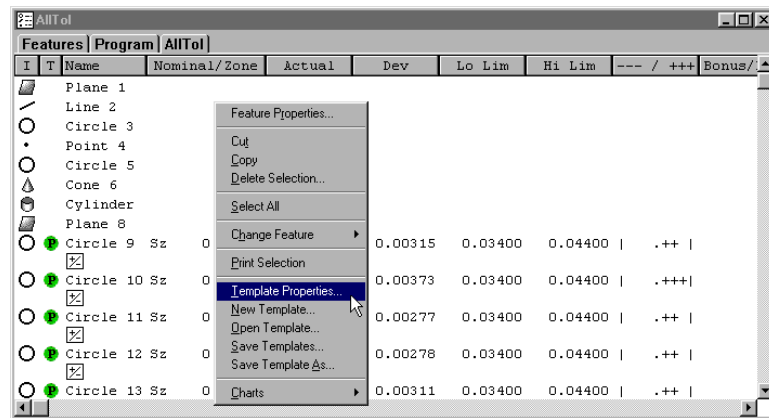 AllTol
Features Program AllTol
I T Name Nominal/Zone Actual Dev Lo Lim Hi Lim --- / +++ Bonus/
Plane 1
Line 2
Circle 3
Point 4
Circle 5
Cone 6
Cylinder
Plane 8
P Circle 9 Sz 0 0.00315 0.03400 0.04400 | .++ |
+/-
P Circle 10 Sz 0 0.00373 0.03400 0.04400 | .+++|
+/-
P Circle 11 Sz 0 0.00277 0.03400 0.04400 | .++ |
+/-
P Circle 12 Sz 0 0.00278 0.03400 0.04400 | .++ |
+/-
P Circle 13 Sz 0 0.00311 0.03400 0.04400 | .++ |
Feature Properties...
Cut
Copy
Delete Selection...
Select All
Change Feature
Print Selection
Template Properties...
New Template...
Open Template...
Save Templates...
Save Template As...
Charts